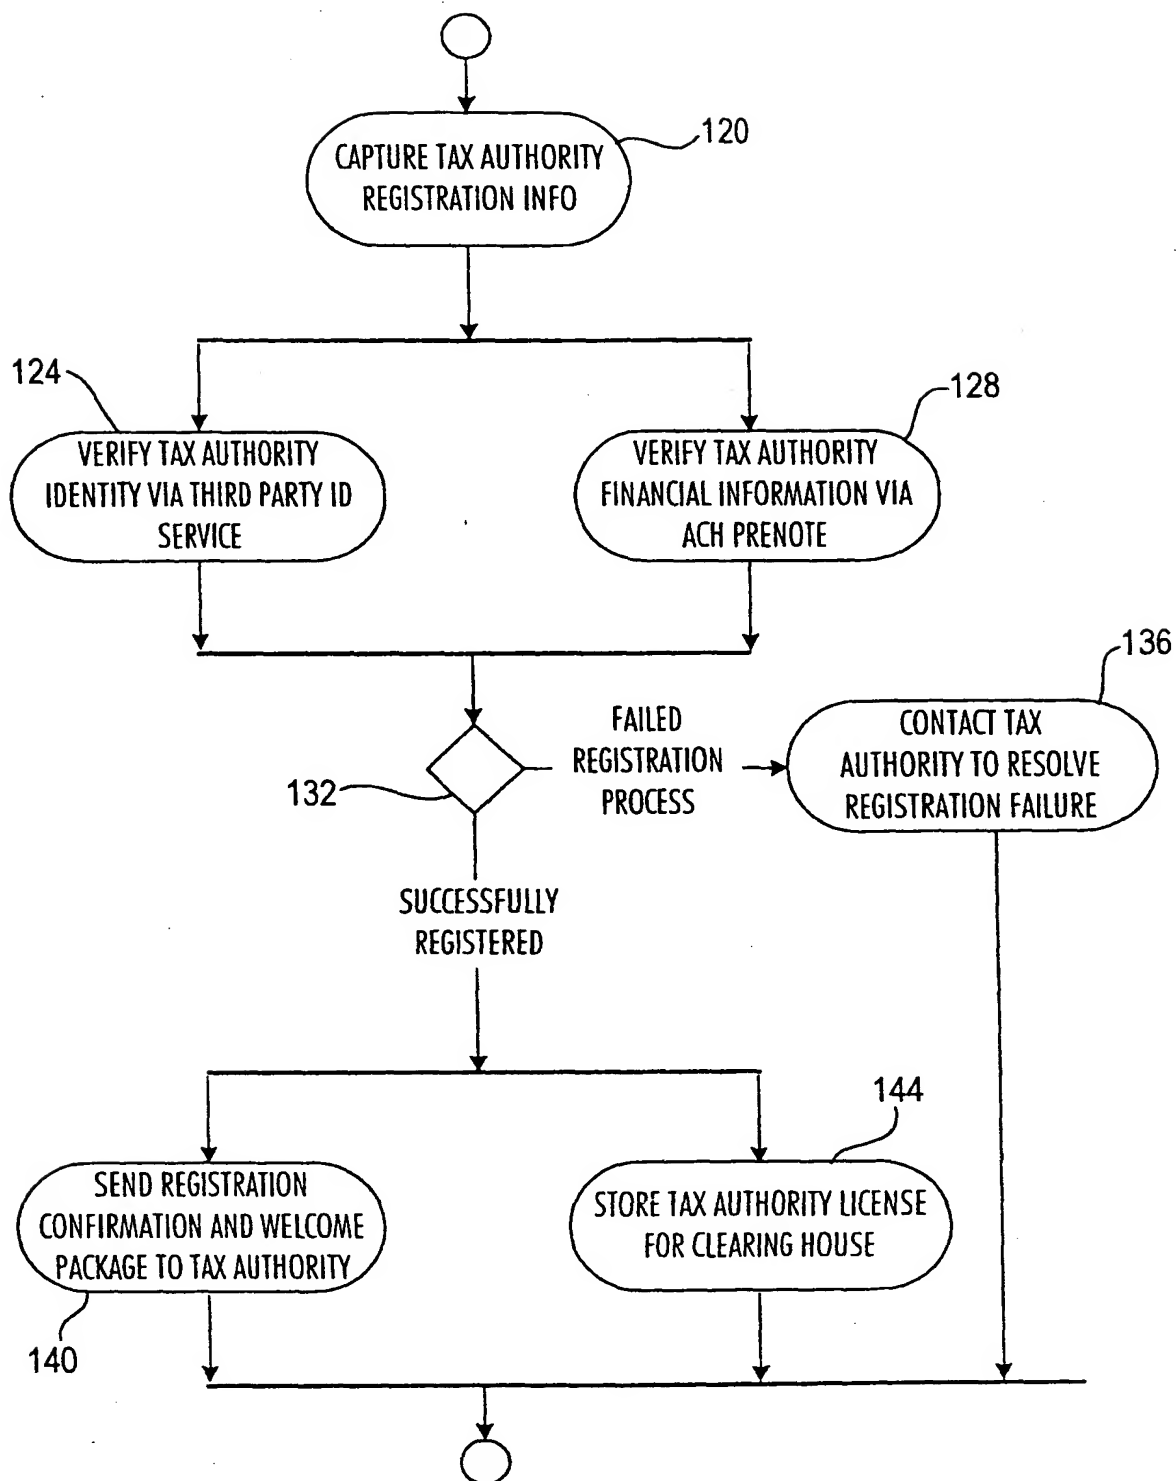 120
CAPTURE TAX AUTHORITY
REGISTRATION INFO
124
128
VERIFY TAX AUTHORITY
IDENTITY VIA THIRD PARTY ID
SERVICE
VERIFY TAX AUTHORITY
FINANCIAL INFORMATION VIA
ACH PRENOTE
136
132
FAILED
REGISTRATION
PROCESS
CONTACT TAX
AUTHORITY TO RESOLVE
REGISTRATION FAILURE
SUCCESSFULLY
REGISTERED
144
SEND REGISTRATION
CONFIRMATION AND WELCOME
PACKAGE TO TAX AUTHORITY
STORE TAX AUTHORITY LICENSE
FOR CLEARING HOUSE
140